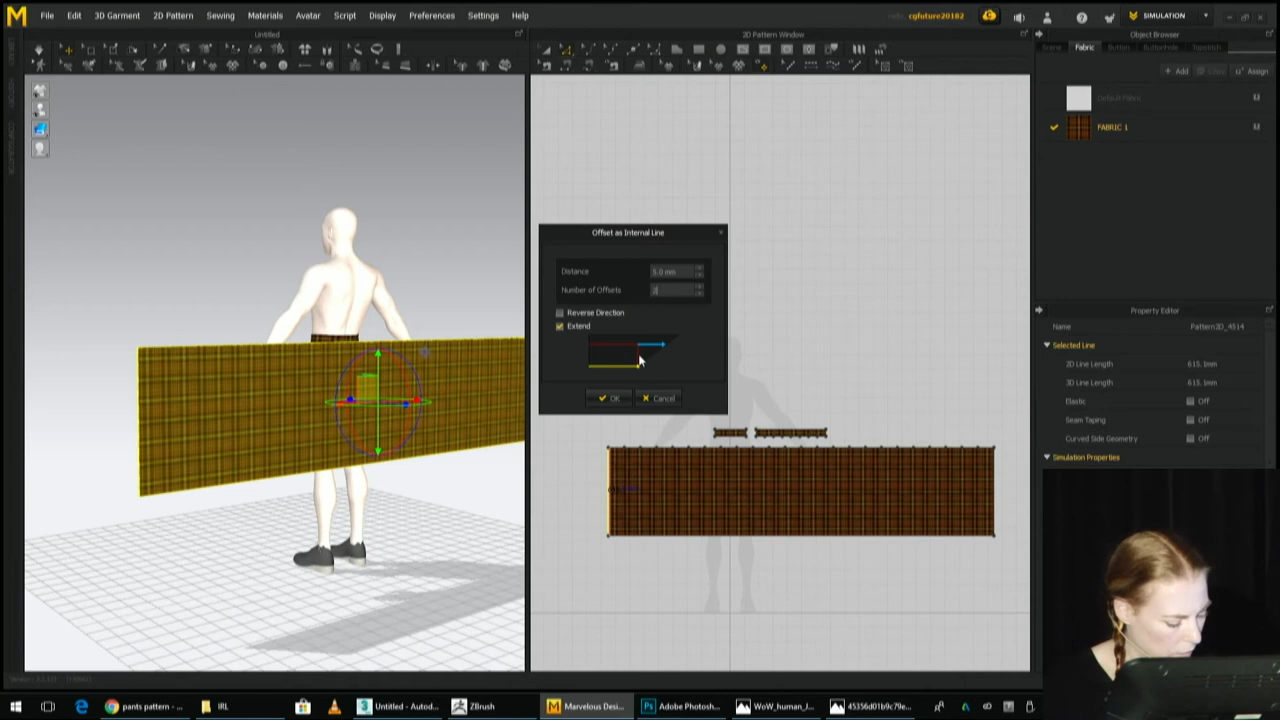 File Edit 3D Garment 2D Pattern Sewing Materials Avatar Script Display Preferences Settings Help
cgfuture20182
SIMULATION
Untitled
2D Pattern Window
Object Browser
Scene Fabric Button Buttonhole Topstitch
Add
Assign
Default Fabric
FABRIC 1
Offset as Internal Line
Distance 5.0 mm
Number of Offsets 2
Reverse Direction
Extend
OK Cancel
Property Editor
Name Pattern2D_4514
Selected Line
2D Line Length 615.1mm
3D Line Length 615.1mm
Elastic Off
Seam Taping Off
Curved Side Geometry Off
Simulation Properties
pants pattern - ...
IRL
Untitled - Autod...
ZBrush
Marvelous Desi...
Adobe Photosh...
WoW_human_J...
45356d01b9c79e...